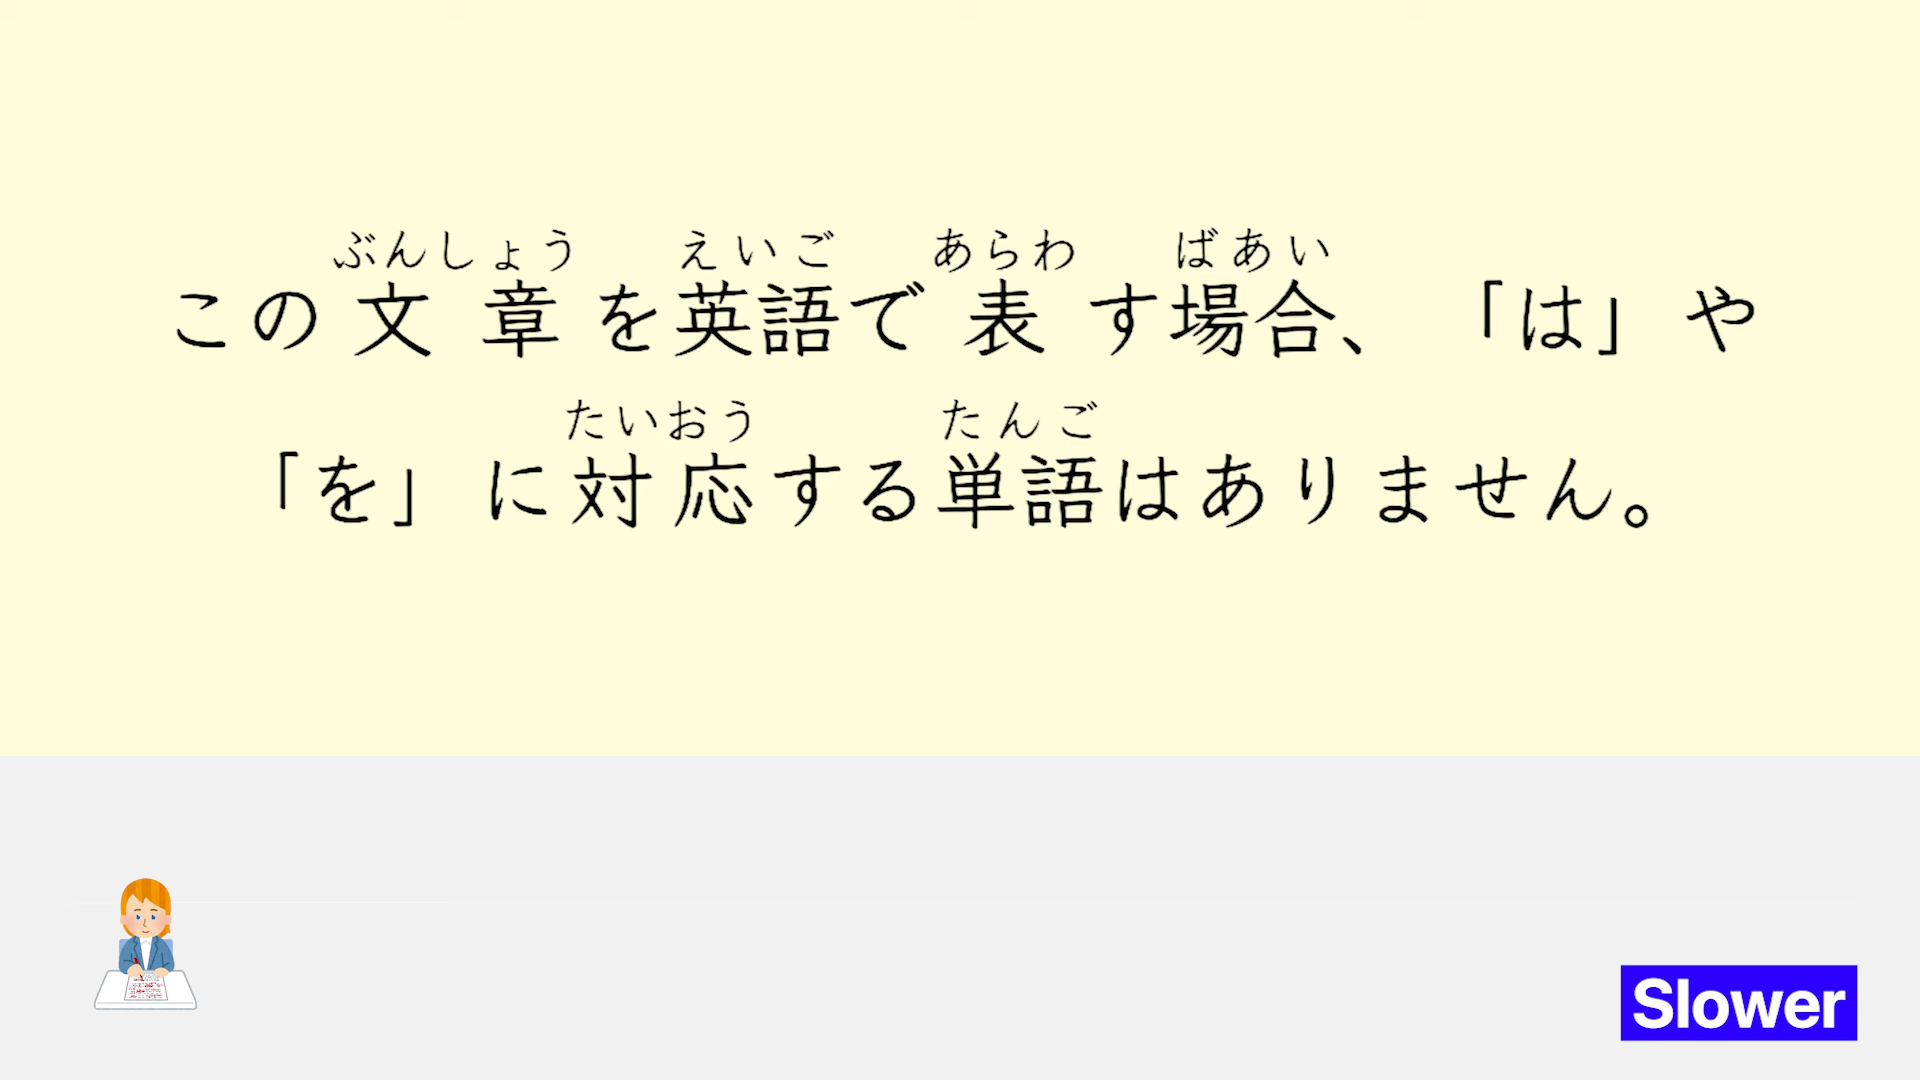 ぶんしょう えいご あらわ ばあい
この文章を英語で表す場合、「は」や
たいおう たんご
「を」に対応する単語はありません。
Slower